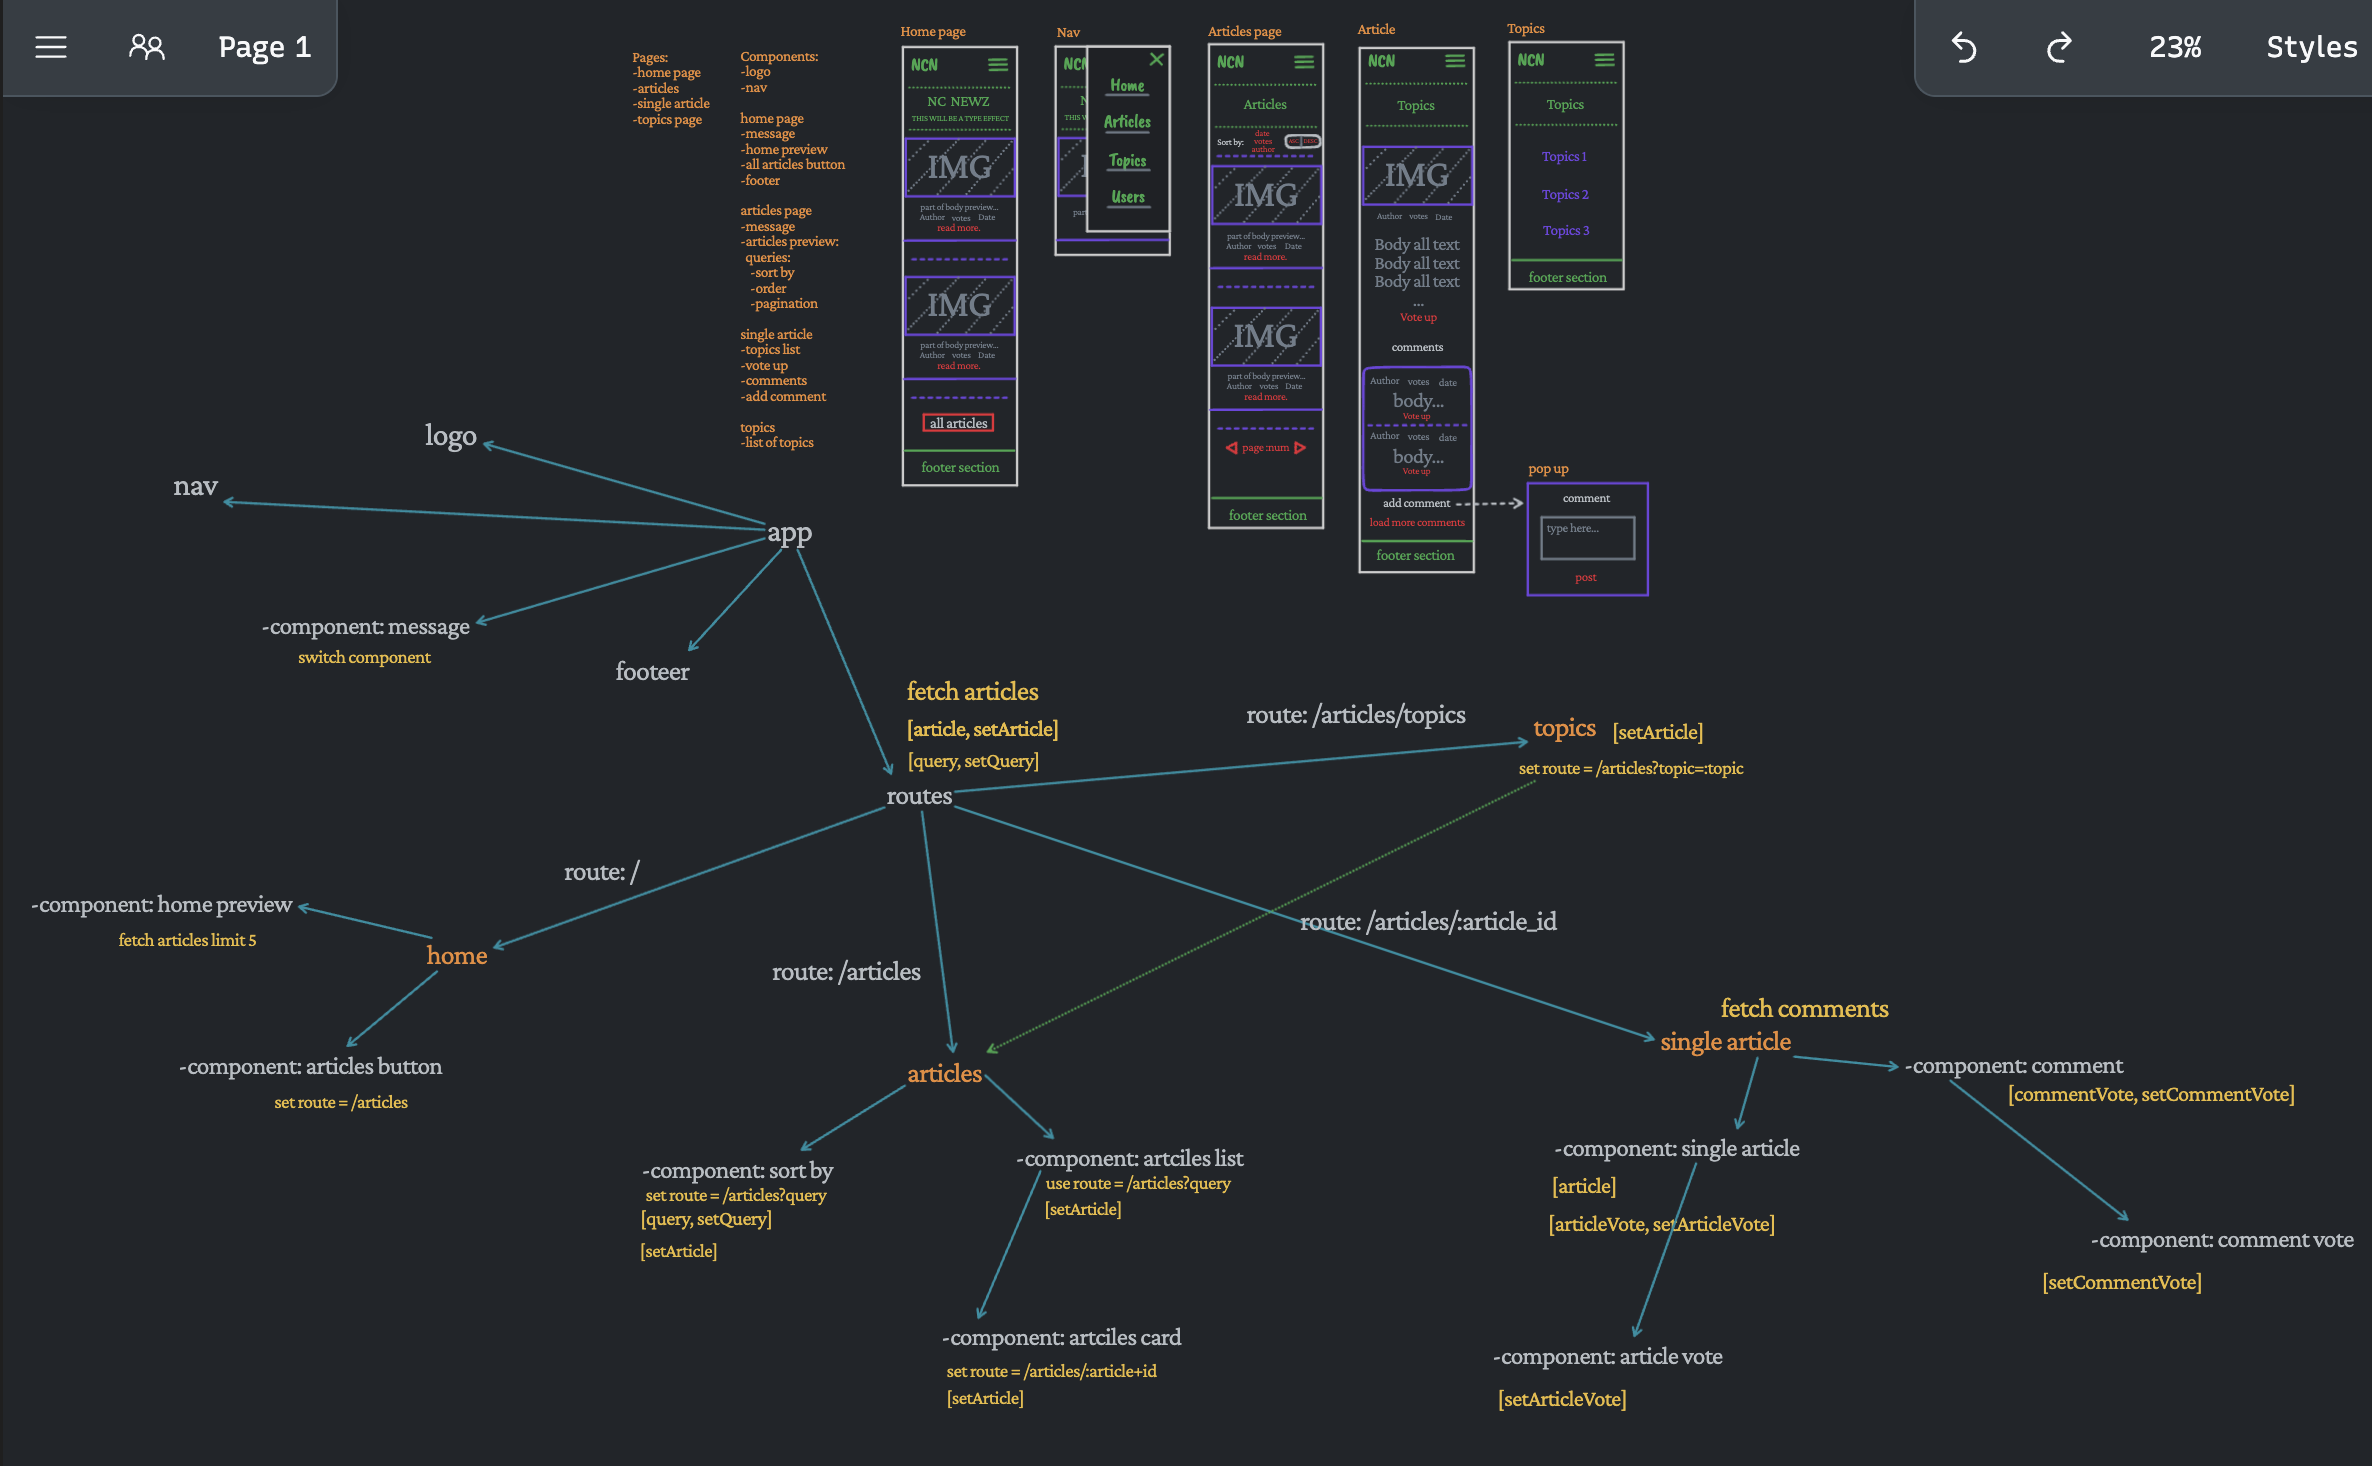 Page 1
23%
Styles
Pages:
-home page
-articles
-single article
-topics page
Components:
-logo
-nav
home page
-message
-home preview
-all articles button
-footer
articles page
-message
-articles preview:
queries:
-sort by
-order
-pagination
single article
-topics list
-vote up
-comments
-add comment
topics
-list of topics
Home page
NCN
NC NEWZ
THIS WILL BE A TYPE EFFECT
IMG
part of body preview...
Author votes Date
read more.
IMG
part of body preview...
Author votes Date
read more.
all articles
footer section
Nav
NCN
N
THIS W
I
part
Home
Articles
Topics
Users
Articles page
NCN
Articles
Sort by:
date
votes
author
ASC DESC
IMG
part of body preview...
Author votes Date
read more.
IMG
part of body preview...
Author votes Date
read more.
page :num
footer section
Article
NCN
Topics
IMG
Author votes Date
Body all text
Body all text
Body all text
...
Vote up
comments
Author votes date
body...
Vote up
Author votes date
body...
Vote up
add comment
load more comments
footer section
Topics
NCN
Topics
Topics 1
Topics 2
Topics 3
footer section
pop up
comment
type here...
post
logo
nav
app
-component: message
switch component
footeer
fetch articles
[article, setArticle]
[query, setQuery]
routes
route: /articles/topics
topics
[setArticle]
set route = /articles?topic=:topic
route: /
-component: home preview
fetch articles limit 5
home
-component: articles button
set route = /articles
route: /articles
route: /articles/:article_id
articles
-component: sort by
set route = /articles?query
[query, setQuery]
[setArticle]
-component: artciles list
use route = /articles?query
[setArticle]
-component: artciles card
set route = /articles/:article+id
[setArticle]
fetch comments
single article
-component: comment
[commentVote, setCommentVote]
-component: single article
[article]
[articleVote, setArticleVote]
-component: comment vote
[setCommentVote]
-component: article vote
[setArticleVote]